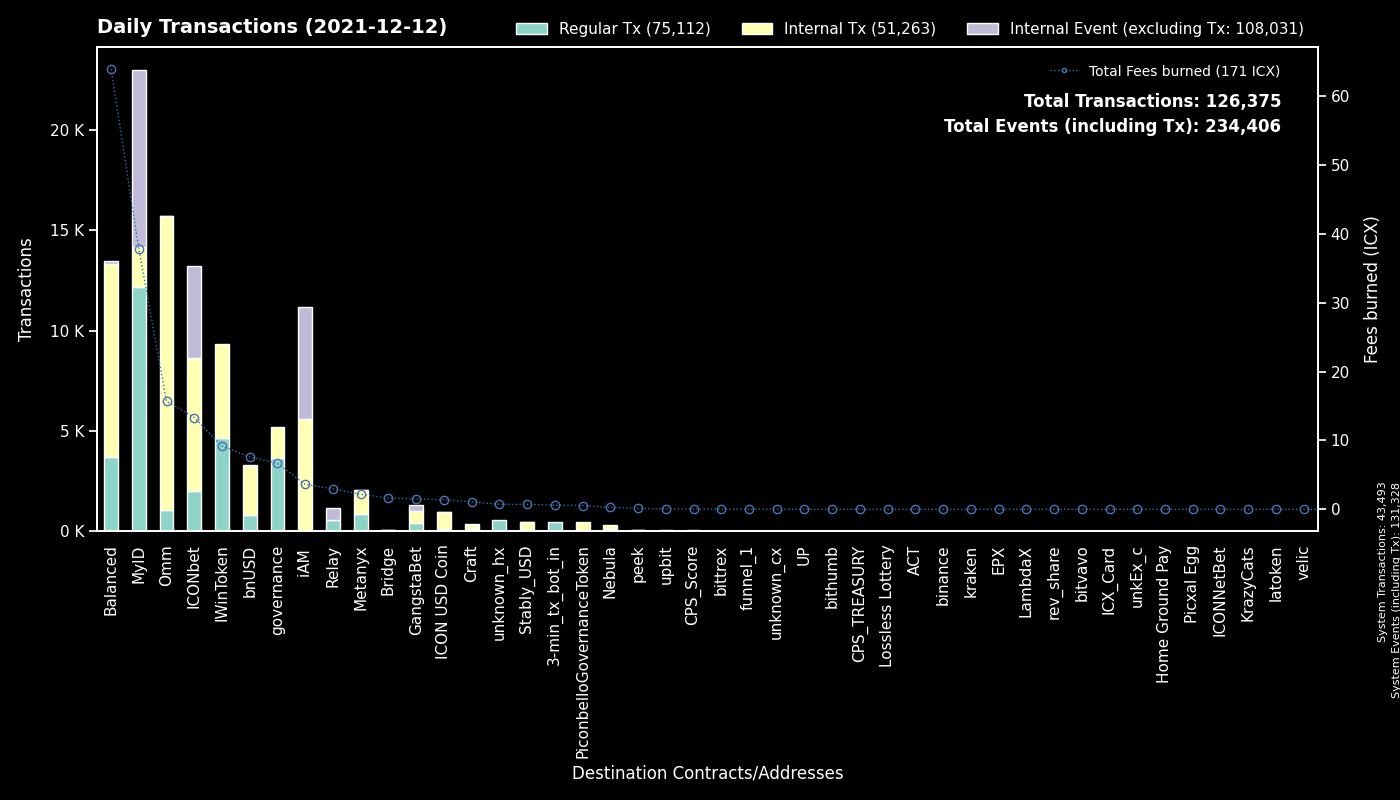 Daily Transactions (2021-12-12)
Regular Tx (75,112)
Internal Tx (51,263)
Internal Event (excluding Tx: 108,031)
Total Fees burned (171 ICX)
Total Transactions: 126,375
Total Events (including Tx): 234,406
Transactions
20 K
15 K
10 K
5 K
0 K
60
50
40
30
20
10
0
Fees burned (ICX)
System Transactions: 43,493
System Events (including Tx): 131,328
Balanced
MyID
Omm
ICONbet
IWinToken
bnUSD
governance
iAM
Relay
Metanyx
Bridge
GangstaBet
ICON USD Coin
Craft
unknown_hx
Stably_USD
3-min_tx_bot_in
PiconbelloGovernanceToken
Nebula
peek
upbit
CPS_Score
bittrex
funnel_1
unknown_cx
UP
bithumb
CPS_TREASURY
Lossless Lottery
ACT
binance
kraken
EPX
LambdaX
rev_share
bitvavo
ICX_Card
unkEx_c
Home Ground Pay
Picxal Egg
ICONNetBet
KrazyCats
latoken
velic
Destination Contracts/Addresses